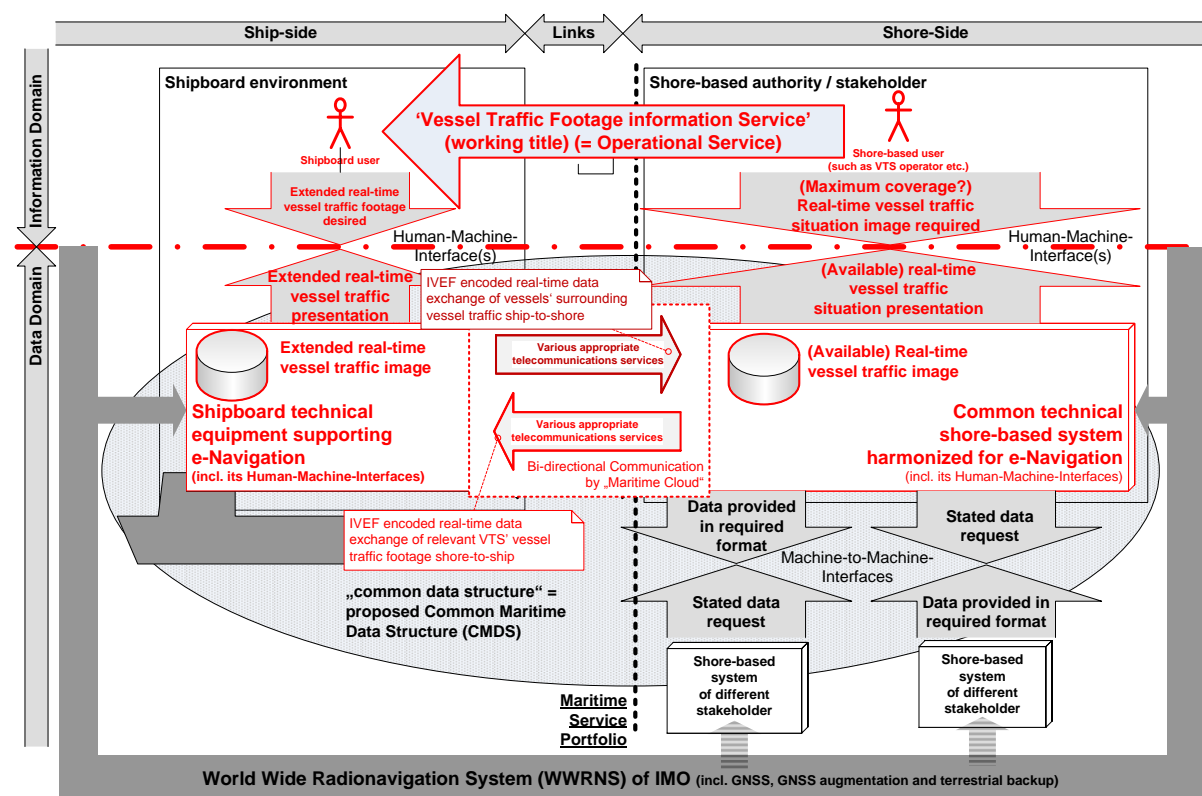 Ship-side
Links
Shore-Side
Information Domain
Data Domain
Shipboard environment
Shore-based authority / stakeholder
‘Vessel Traffic Footage information Service’
(working title) (= Operational Service)
Shipboard user
Shore-based user
(such as VTS operator etc.)
Extended real-time
vessel traffic footage
desired
(Maximum coverage?)
Real-time vessel traffic
situation image required
Human-Machine-
Interface(s)
Human-Machine-
Interface(s)
Extended real-time
vessel traffic
presentation
IVEF encoded real-time data
exchange of vessels’ surrounding
vessel traffic ship-to-shore
(Available) real-time
vessel traffic
situation presentation
Extended real-time
vessel traffic image
Various appropriate
telecommunications services
(Available) Real-time
vessel traffic image
Shipboard technical
equipment supporting
e-Navigation
(incl. its Human-Machine-Interfaces)
Various appropriate
telecommunications services
Bi-directional Communication
by „Maritime Cloud“
Common technical
shore-based system
harmonized for e-Navigation
(incl. its Human-Machine-Interfaces)
IVEF encoded real-time data
exchange of relevant VTS’ vessel
traffic footage shore-to-ship
Data provided
in required
format
Stated data
request
Machine-to-Machine-
Interfaces
„common data structure“ =
proposed Common Maritime
Data Structure (CMDS)
Stated data
request
Data provided in
required format
Shore-based
system
of different
stakeholder
Shore-based
system
of different
stakeholder
Maritime
Service
Portfolio
World Wide Radionavigation System (WWRNS) of IMO (incl. GNSS, GNSS augmentation and terrestrial backup)